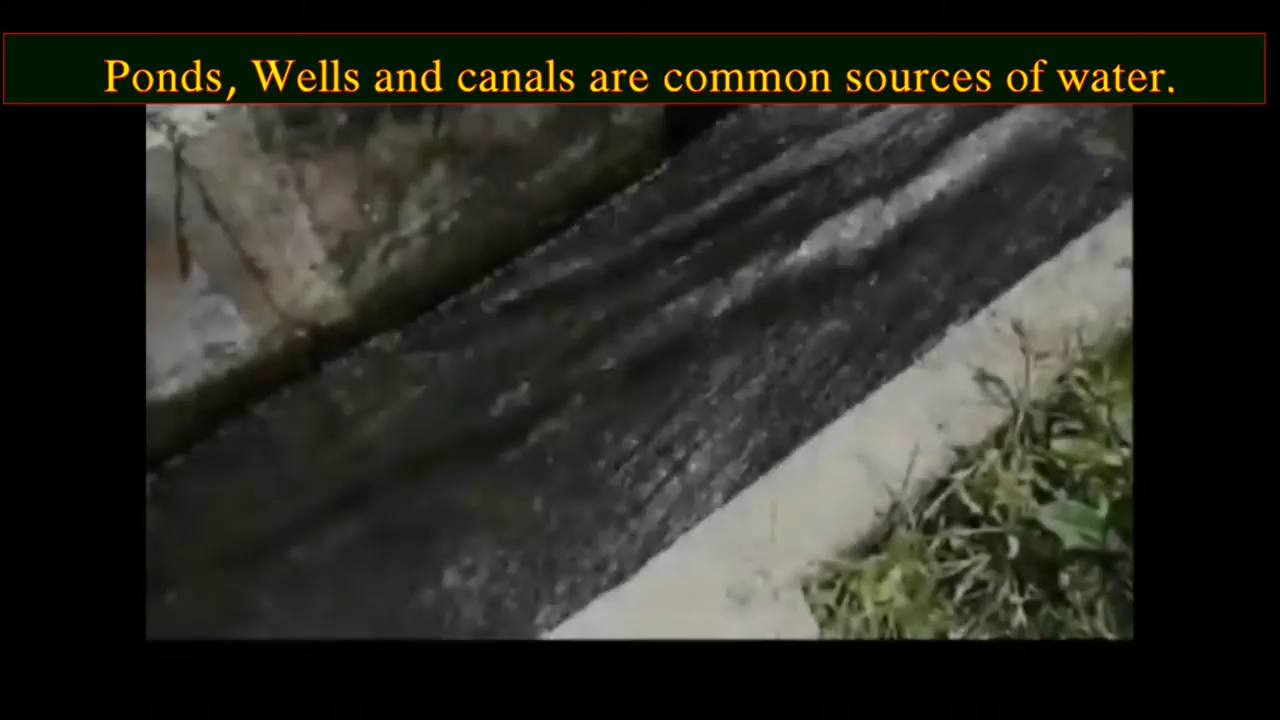 Ponds, Wells and canals are common sources of water.